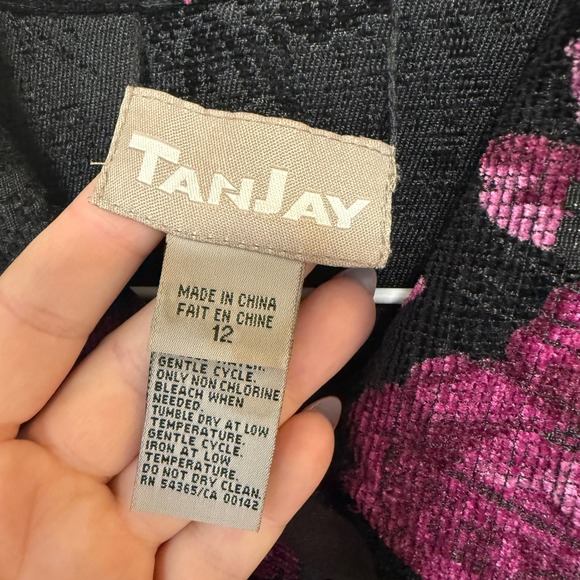 TANJAY
MADE IN CHINA
FAIT EN CHINE
12
GENTLE CYCLE.
ONLY NON CHLORINE
BLEACH WHEN
NEEDED.
TUMBLE DRY AT LOW
TEMPERATURE.
GENTLE CYCLE.
IRON AT LOW
TEMPERATURE.
DO NOT DRY CLEAN.
RN 54365/CA 00142